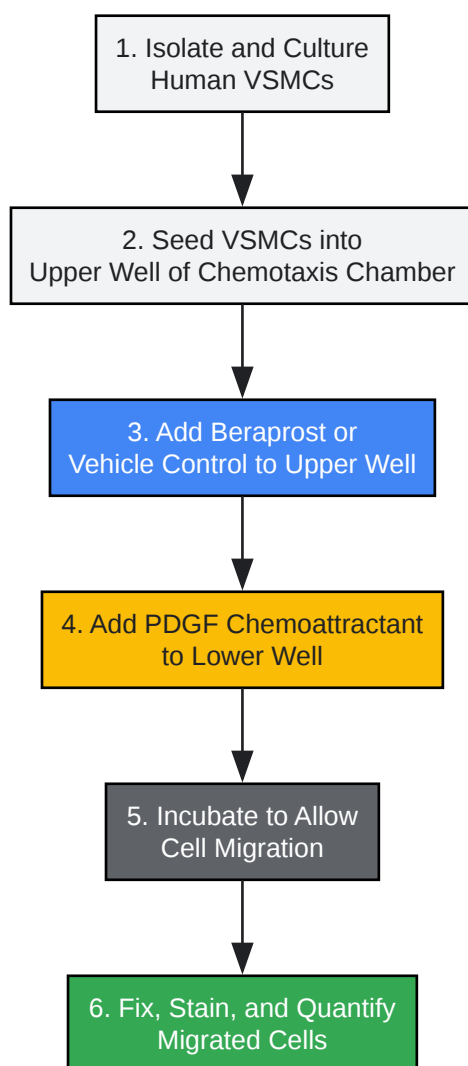 1. Isolate and Culture
Human VSMCs
2. Seed VSMCs into
Upper Well of Chemotaxis Chamber
3. Add Beraprost or
Vehicle Control to Upper Well
4. Add PDGF Chemoattractant
to Lower Well
5. Incubate to Allow
Cell Migration
6. Fix, Stain, and Quantify
Migrated Cells